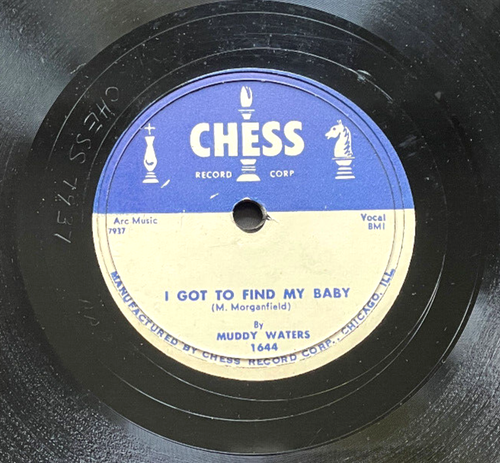 CHESS
RECORD CORP
Arc Music
7937
Vocal
BMI
I GOT TO FIND MY BABY
(M. Morganfield)
By
MUDDY WATERS
1644
MANUFACTURED BY CHESS RECORD CORP., CHICAGO, ILL.
CHESS 7937